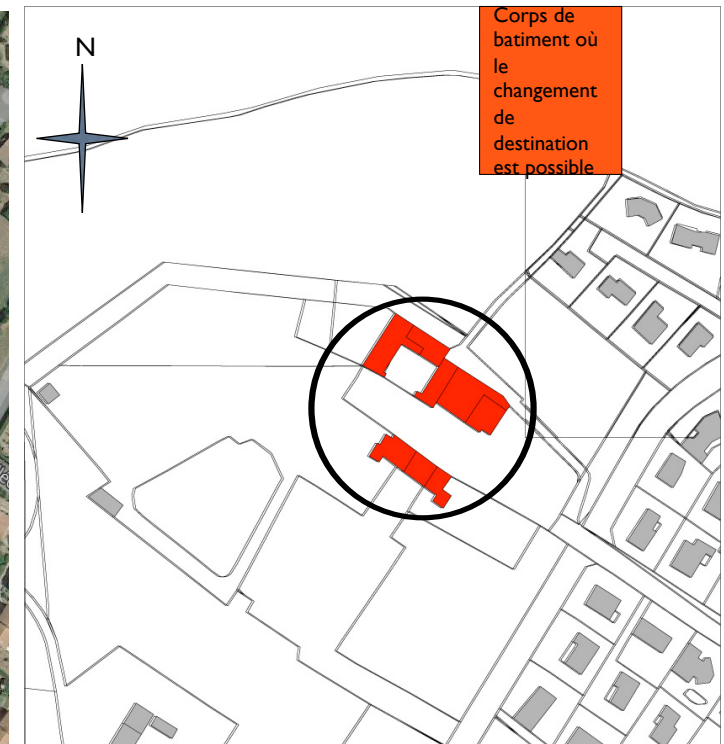 N
Corps de
batiment où
le
changement
de
destination
est possible